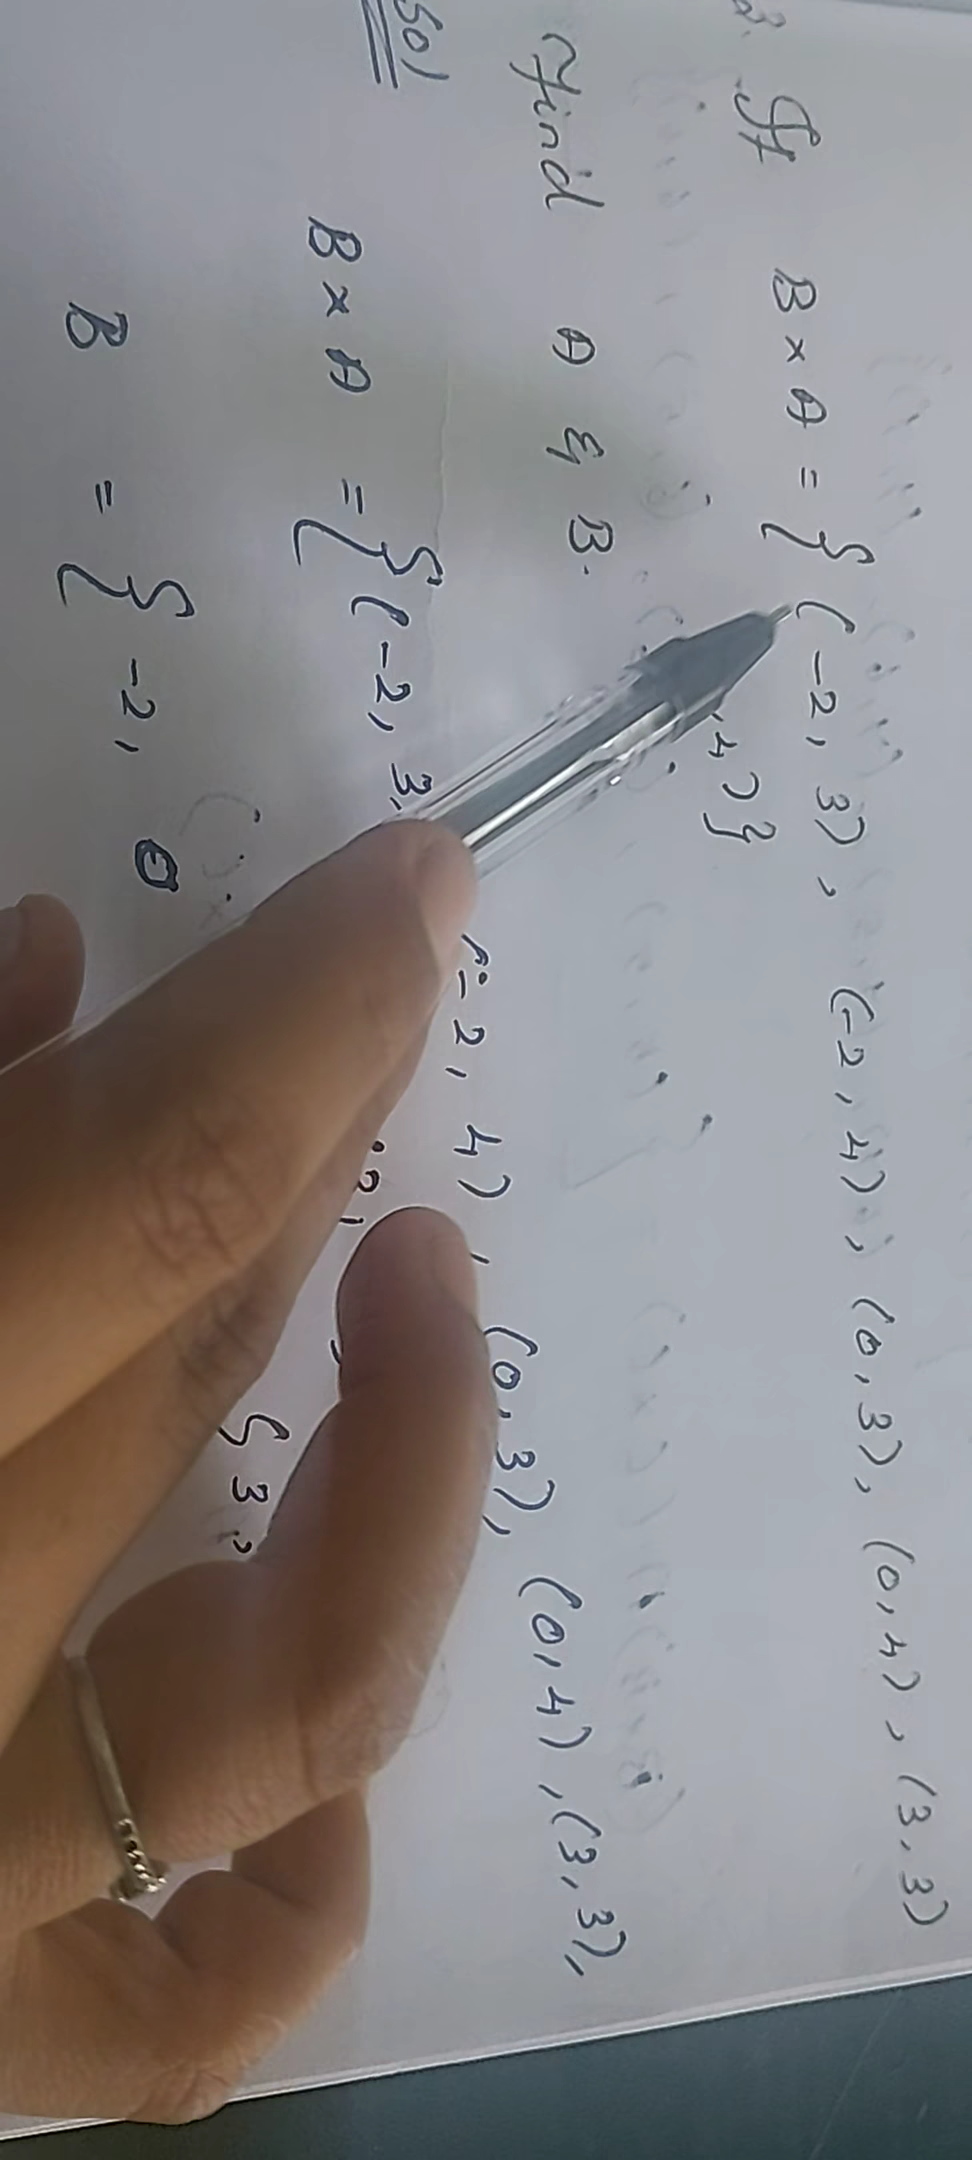 2. If B × A = { (-2, 3), (-2, 4), (0, 3), (0, 4), (3, 3)
, 4)}
Find A & B.
Sol
B × A = { (-2, 3, (-2, 4), (0, 3), (0, 4), (3, 3),
B = { -2, 0
{ 3,